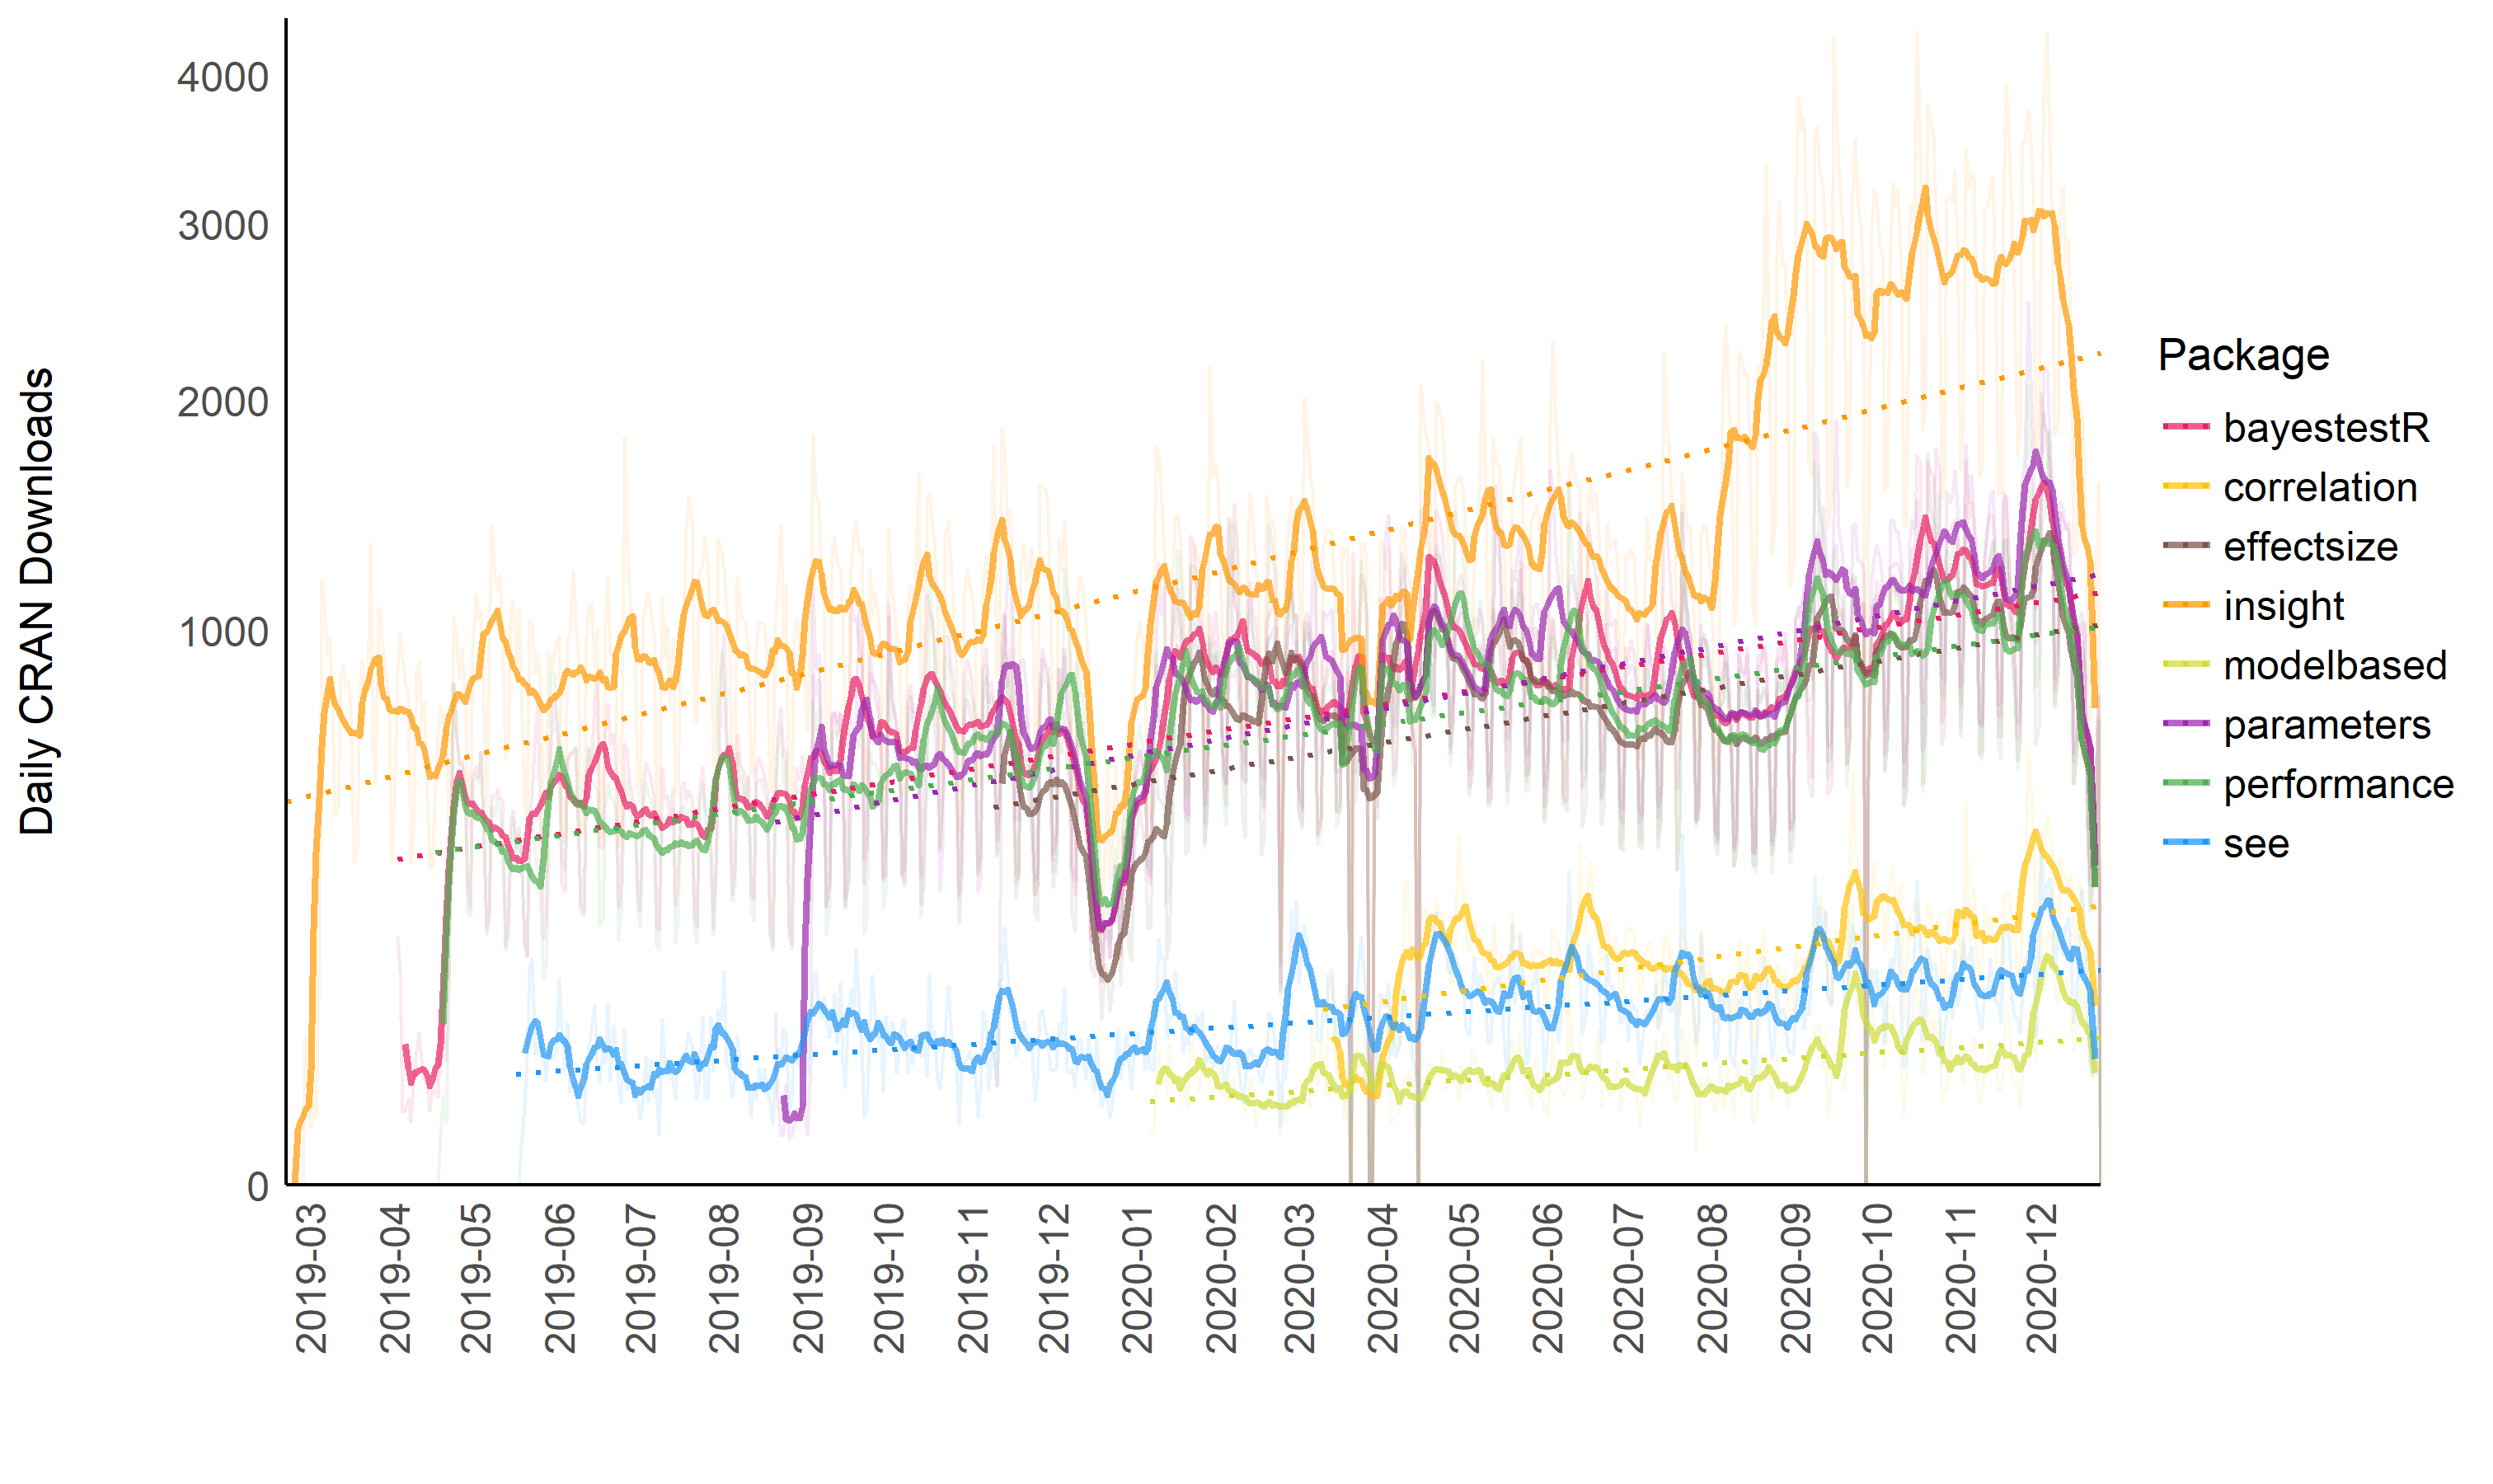 Daily CRAN Downloads
4000
3000
2000
1000
0
2019-03
2019-04
2019-05
2019-06
2019-07
2019-08
2019-09
2019-10
2019-11
2019-12
2020-01
2020-02
2020-03
2020-04
2020-05
2020-06
2020-07
2020-08
2020-09
2020-10
2020-11
2020-12
Package
bayestestR
correlation
effectsize
insight
modelbased
parameters
performance
see